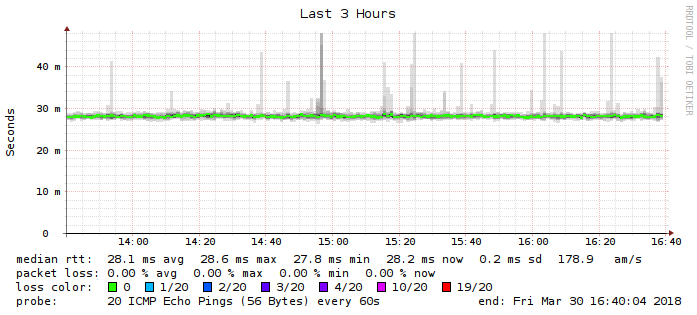 Last 3 Hours
RRDTOOL / TOBI OETIKER
Seconds
40 m
30 m
20 m
10 m
0
14:00 14:20 14:40 15:00 15:20 15:40 16:00 16:20 16:40
median rtt: 28.1 ms avg 28.6 ms max 27.8 ms min 28.2 ms now 0.2 ms sd 178.9 am/s
packet loss: 0.00 % avg 0.00 % max 0.00 % min 0.00 % now
loss color: 0 1/20 2/20 3/20 4/20 10/20 19/20
probe: 20 ICMP Echo Pings (56 Bytes) every 60s end: Fri Mar 30 16:40:04 2018